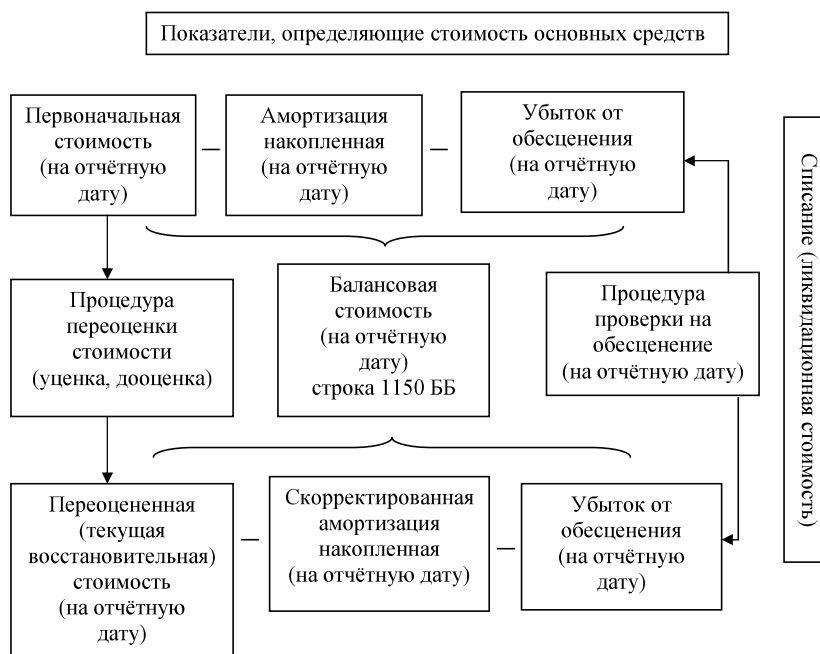 Показатели, определяющие стоимость основных средств
Первоначальная
стоимость
(на отчётную
дату)
—
Амортизация
накопленная
(на отчётную
дату)
—
Убыток от
обесценения
(на отчётную
дату)
Процедура
переоценки
стоимости
(уценка, дооценка)
Балансовая
стоимость
(на отчётную
дату)
строка 1150 ББ
Процедура
проверки на
обесценение
(на отчётную дату)
Переоцененная
(текущая
восстановительная)
стоимость
(на отчётную
дату)
—
Скорректированная
амортизация
накопленная
(на отчётную дату)
—
Убыток от
обесценения
(на отчётную
дату)
Списание (ликвидационная стоимость)